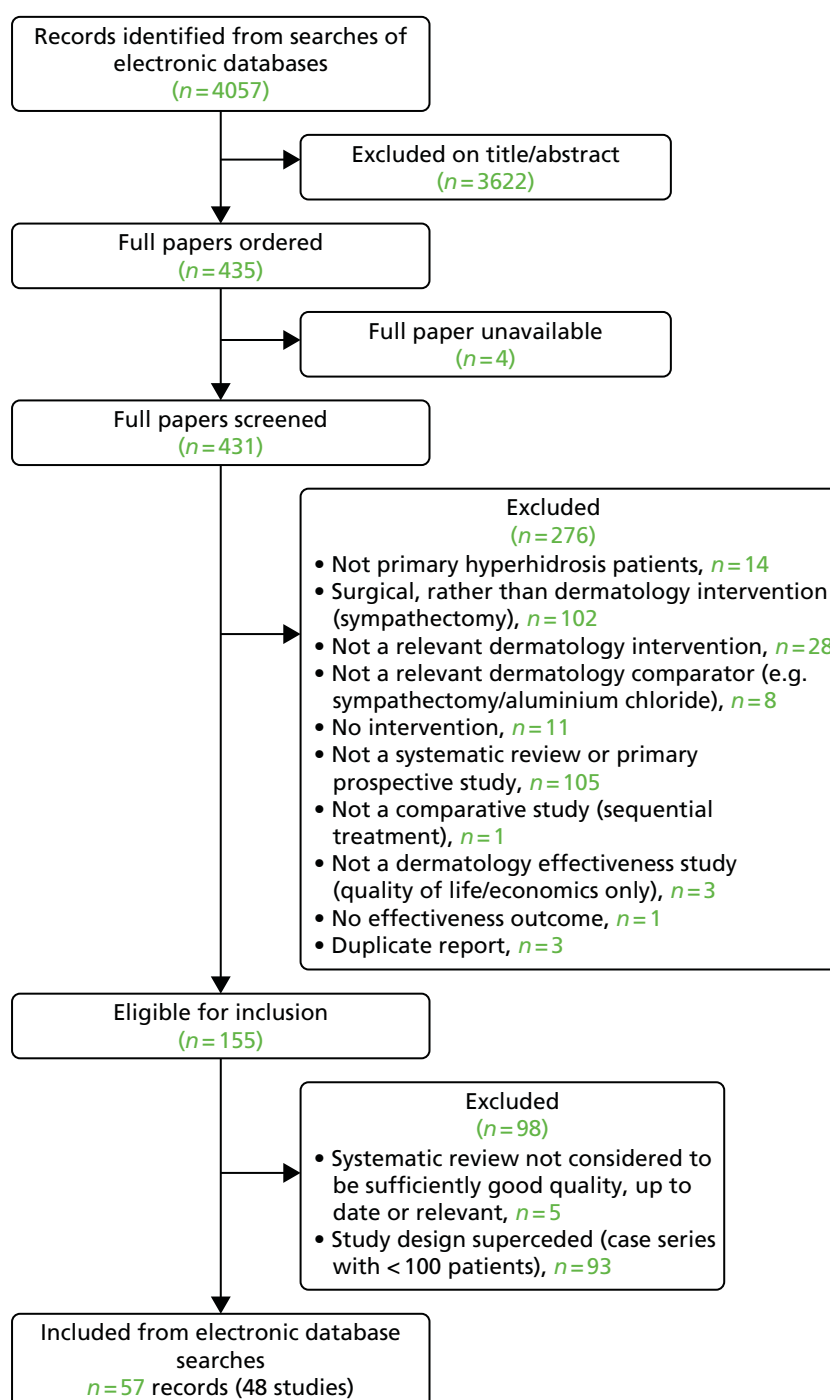 Records identified from searches of
electronic databases
(n=4057)
Excluded on title/abstract
(n=3622)
Full papers ordered
(n=435)
Full paper unavailable
(n=4)
Full papers screened
(n=431)
Excluded
(n=276)
• Not primary hyperhidrosis patients, n=14
• Surgical, rather than dermatology intervention
(sympathectomy), n=102
• Not a relevant dermatology intervention, n=28
• Not a relevant dermatology comparator (e.g.
sympathectomy/aluminium chloride), n=8
• No intervention, n=11
• Not a systematic review or primary
prospective study, n=105
• Not a comparative study (sequential
treatment), n=1
• Not a dermatology effectiveness study
(quality of life/economics only), n=3
• No effectiveness outcome, n=1
• Duplicate report, n=3
Eligible for inclusion
(n=155)
Excluded
(n=98)
• Systematic review not considered to
be sufficiently good quality, up to
date or relevant, n=5
• Study design superceded (case series
with <100 patients), n=93
Included from electronic database
searches
n=57 records (48 studies)